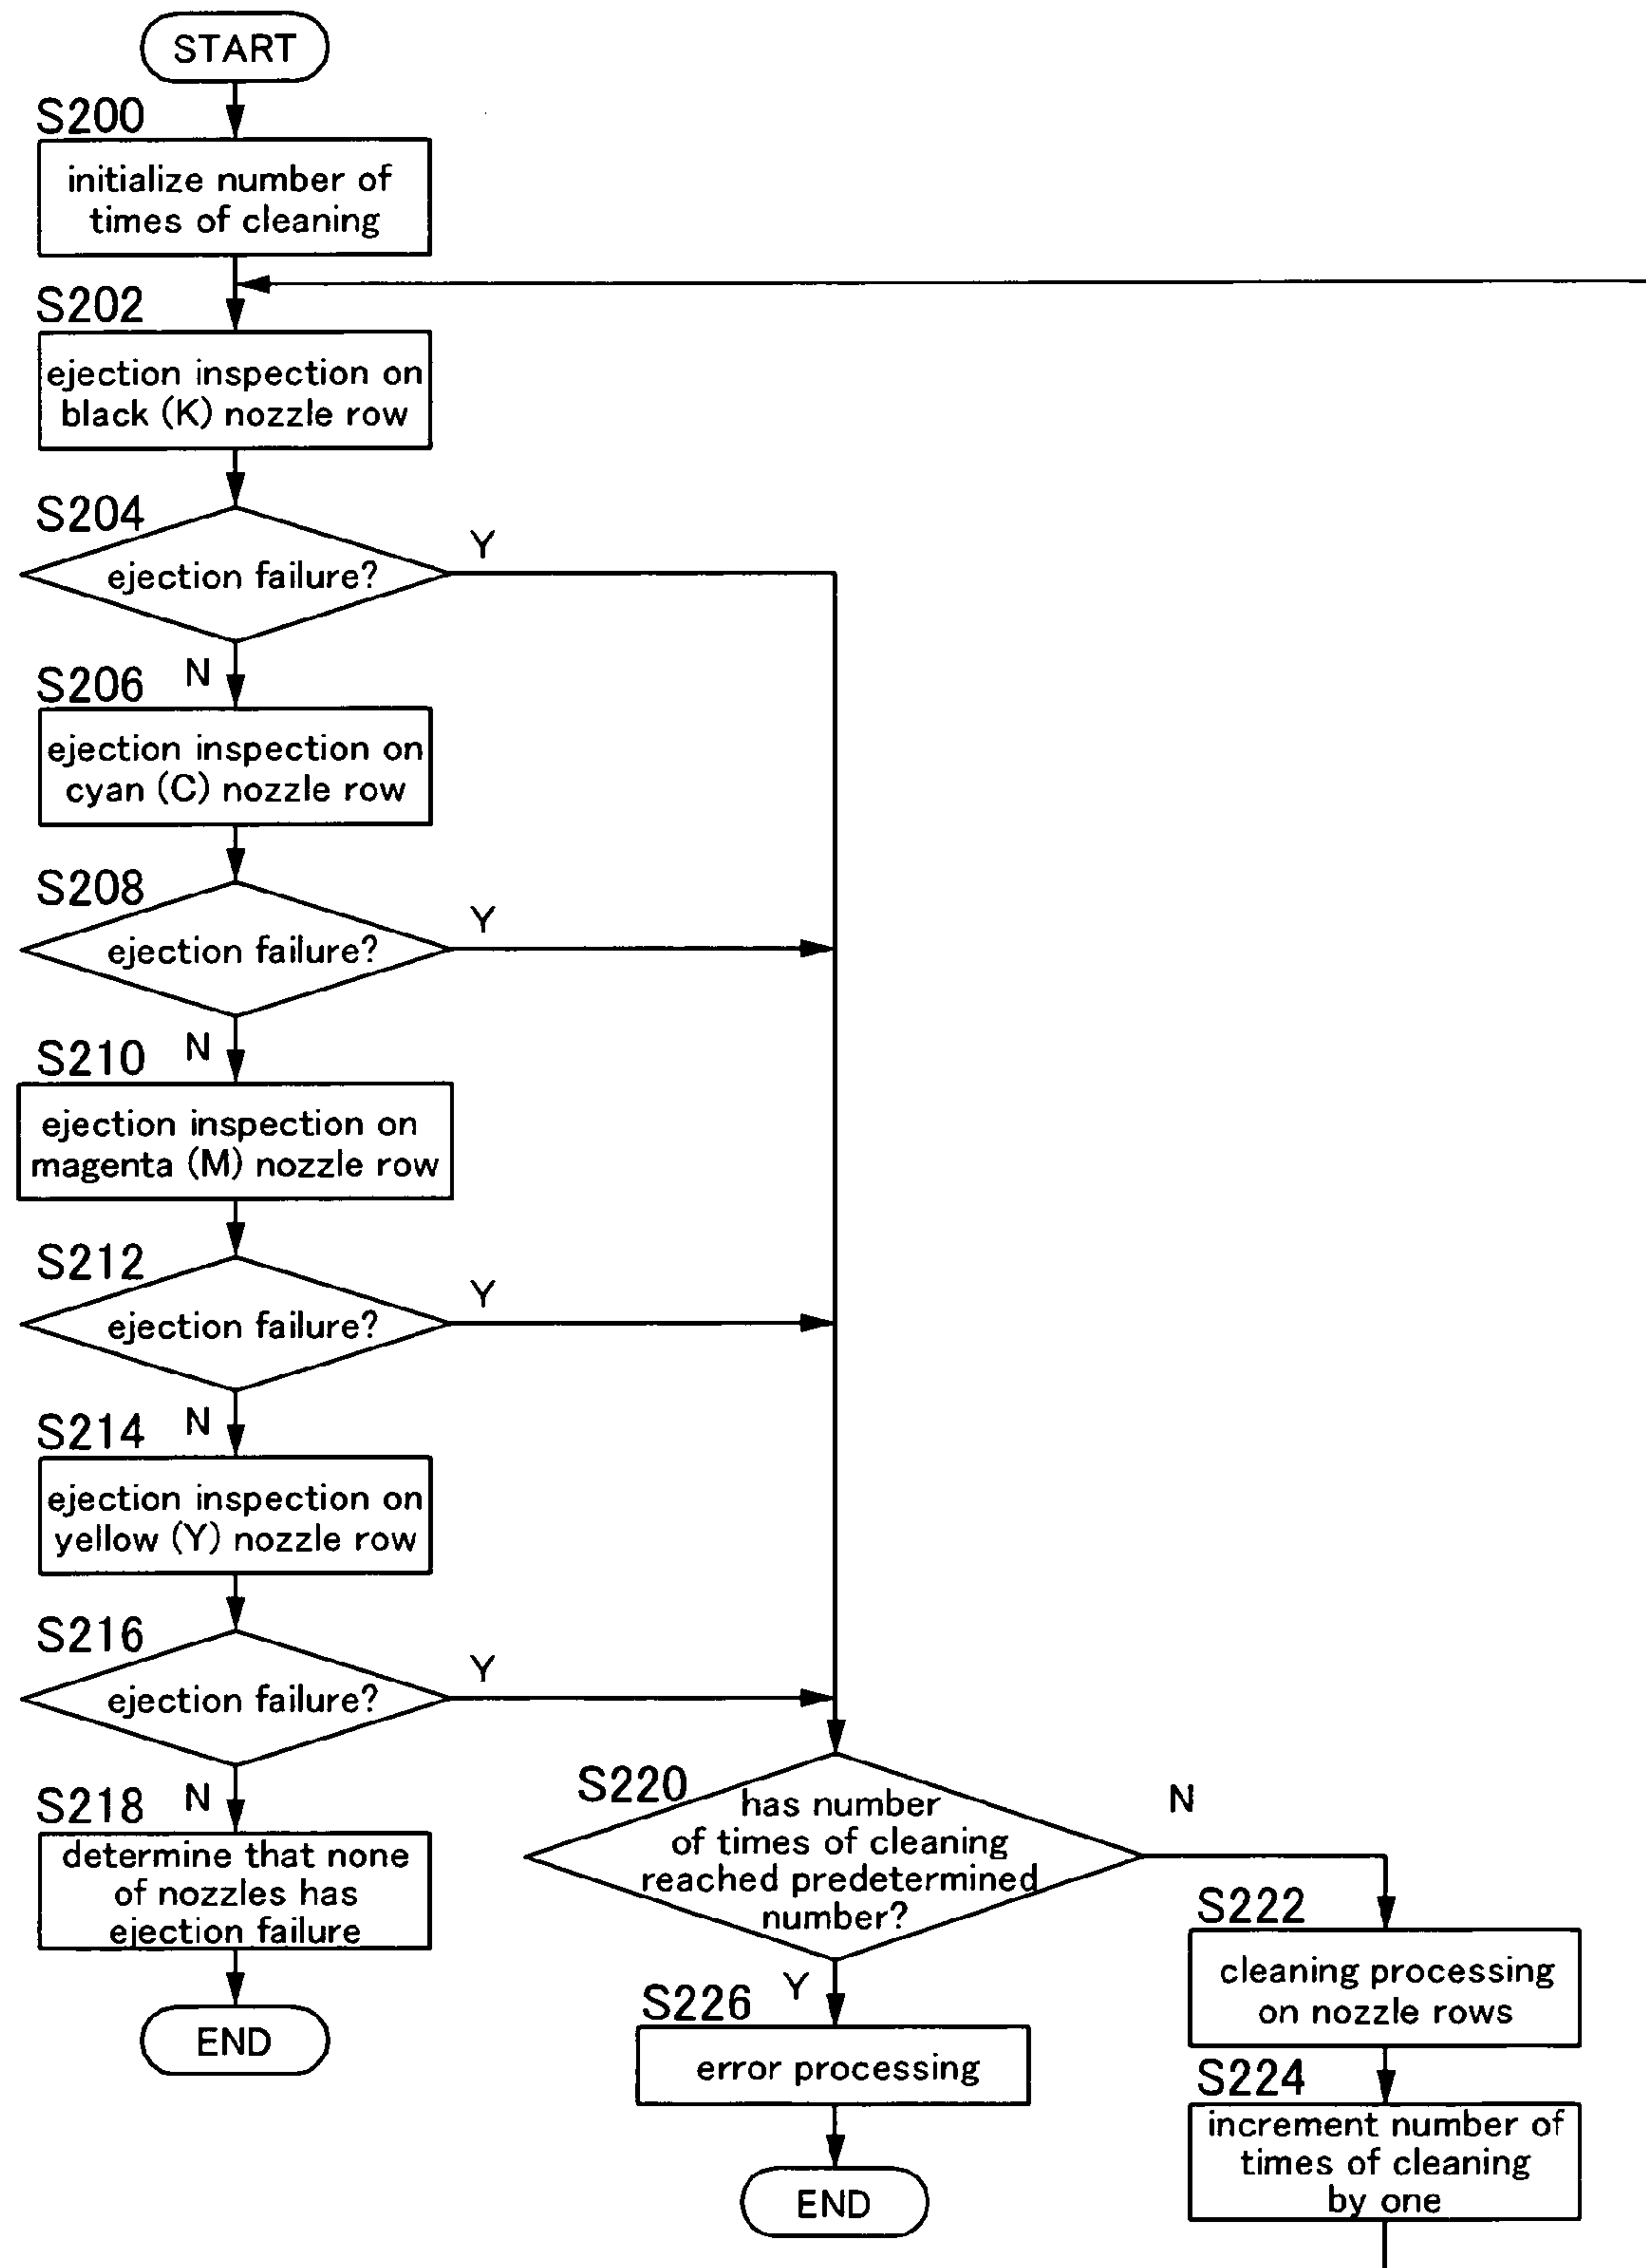 START
S200
initialize number of
times of cleaning
S202
ejection inspection on
black (K) nozzle row
S204
ejection failure?
Y
N
S206
ejection inspection on
cyan (C) nozzle row
S208
ejection failure?
Y
N
S210
ejection inspection on
magenta (M) nozzle row
S212
ejection failure?
Y
N
S214
ejection inspection on
yellow (Y) nozzle row
S216
ejection failure?
Y
N
S218
determine that none
of nozzles has
ejection failure
END
S220
has number
of times of cleaning
reached predetermined
number?
N
Y
S226
error processing
END
S222
cleaning processing
on nozzle rows
S224
increment number of
times of cleaning
by one